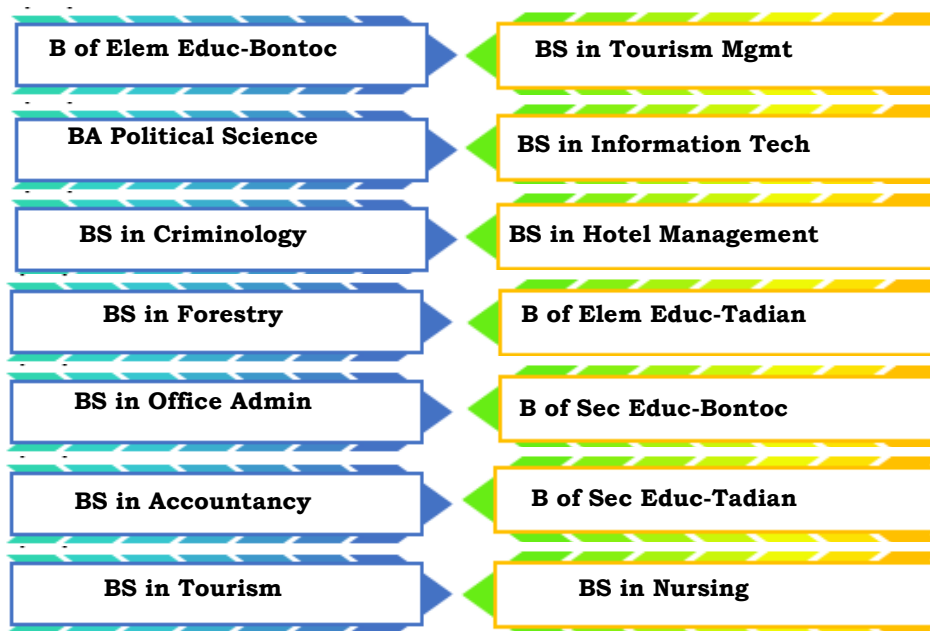 B of Elem Educ-Bontoc
BS in Tourism Mgmt
BA Political Science
BS in Information Tech
BS in Criminology
BS in Hotel Management
BS in Forestry
B of Elem Educ-Tadian
BS in Office Admin
B of Sec Educ-Bontoc
BS in Accountancy
B of Sec Educ-Tadian
BS in Tourism
BS in Nursing